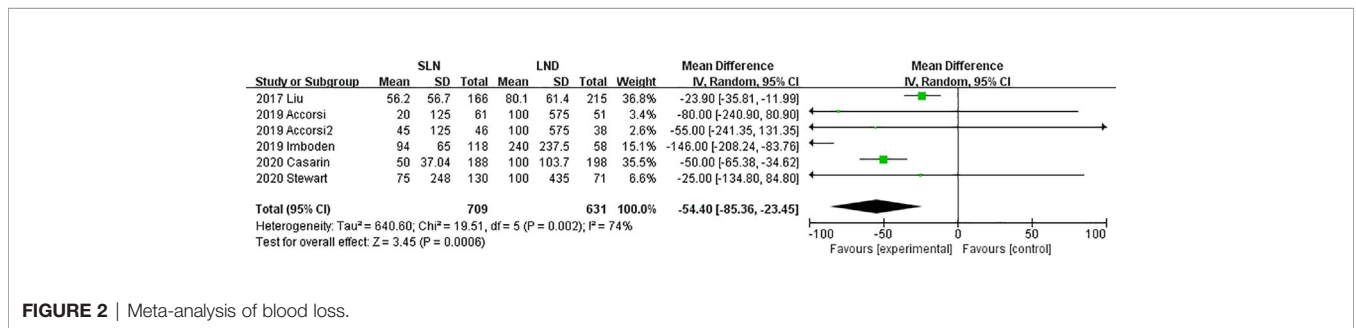 SLN LND Mean Difference Mean Difference
Study or Subgroup Mean SD Total Mean SD Total Weight IV, Random, 95% CI IV, Random, 95% CI
2017 Liu 56.2 56.7 166 80.1 61.4 215 36.8% -23.90 [-35.81, -11.99]
2019 Accorsi 20 125 61 100 575 51 3.4% -80.00 [-240.90, 80.90]
2019 Accorsi2 45 125 46 100 575 38 2.6% -55.00 [-241.35, 131.35]
2019 Imboden 94 65 118 240 237.5 58 15.1% -146.00 [-208.24, -83.76]
2020 Casarin 50 37.04 188 100 103.7 198 35.5% -50.00 [-65.38, -34.62]
2020 Stewart 75 248 130 100 435 71 6.6% -25.00 [-134.80, 84.80]
Total (95% CI) 709 631 100.0% -54.40 [-85.36, -23.45]
Heterogeneity: Tau² = 640.60; Chi² = 19.51, df = 5 (P = 0.002); I² = 74%
Test for overall effect: Z = 3.45 (P = 0.0006)
-100 -50 0 50 100
Favours [experimental] Favours [control]
FIGURE 2 | Meta-analysis of blood loss.